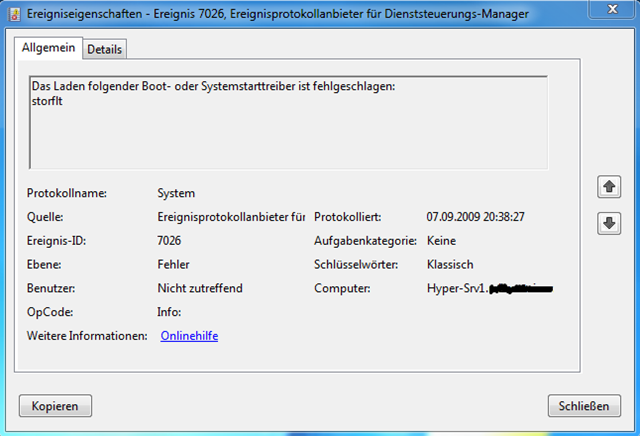 Ereigniseigenschaften - Ereignis 7026, Ereignisprotokollanbieter für Dienststeuerungs-Manager
Allgemein Details
Das Laden folgender Boot- oder Systemstarttreiber ist fehlgeschlagen:
storflt
Protokollname: System
Quelle: Ereignisprotokollanbieter für Protokolliert: 07.09.2009 20:38:27
Ereignis-ID: 7026 Aufgabenkategorie: Keine
Ebene: Fehler Schlüsselwörter: Klassisch
Benutzer: Nicht zutreffend Computer: Hyper-Srv1.
OpCode: Info:
Weitere Informationen: Onlinehilfe
Kopieren Schließen